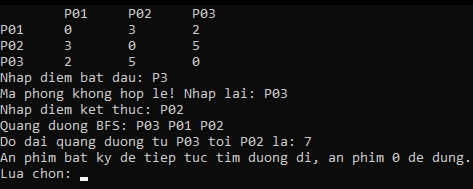 P01 P02 P03
P01 0 3 2
P02 3 0 5
P03 2 5 0
Nhap diem bat dau: P3
Ma phong khong hop le! Nhap lai: P03
Nhap diem ket thuc: P02
Quang duong BFS: P03 P01 P02
Do dai quang duong tu P03 toi P02 la: 7
An phim bat ky de tiep tuc tim duong di, an phim 0 de dung.
Lua chon: